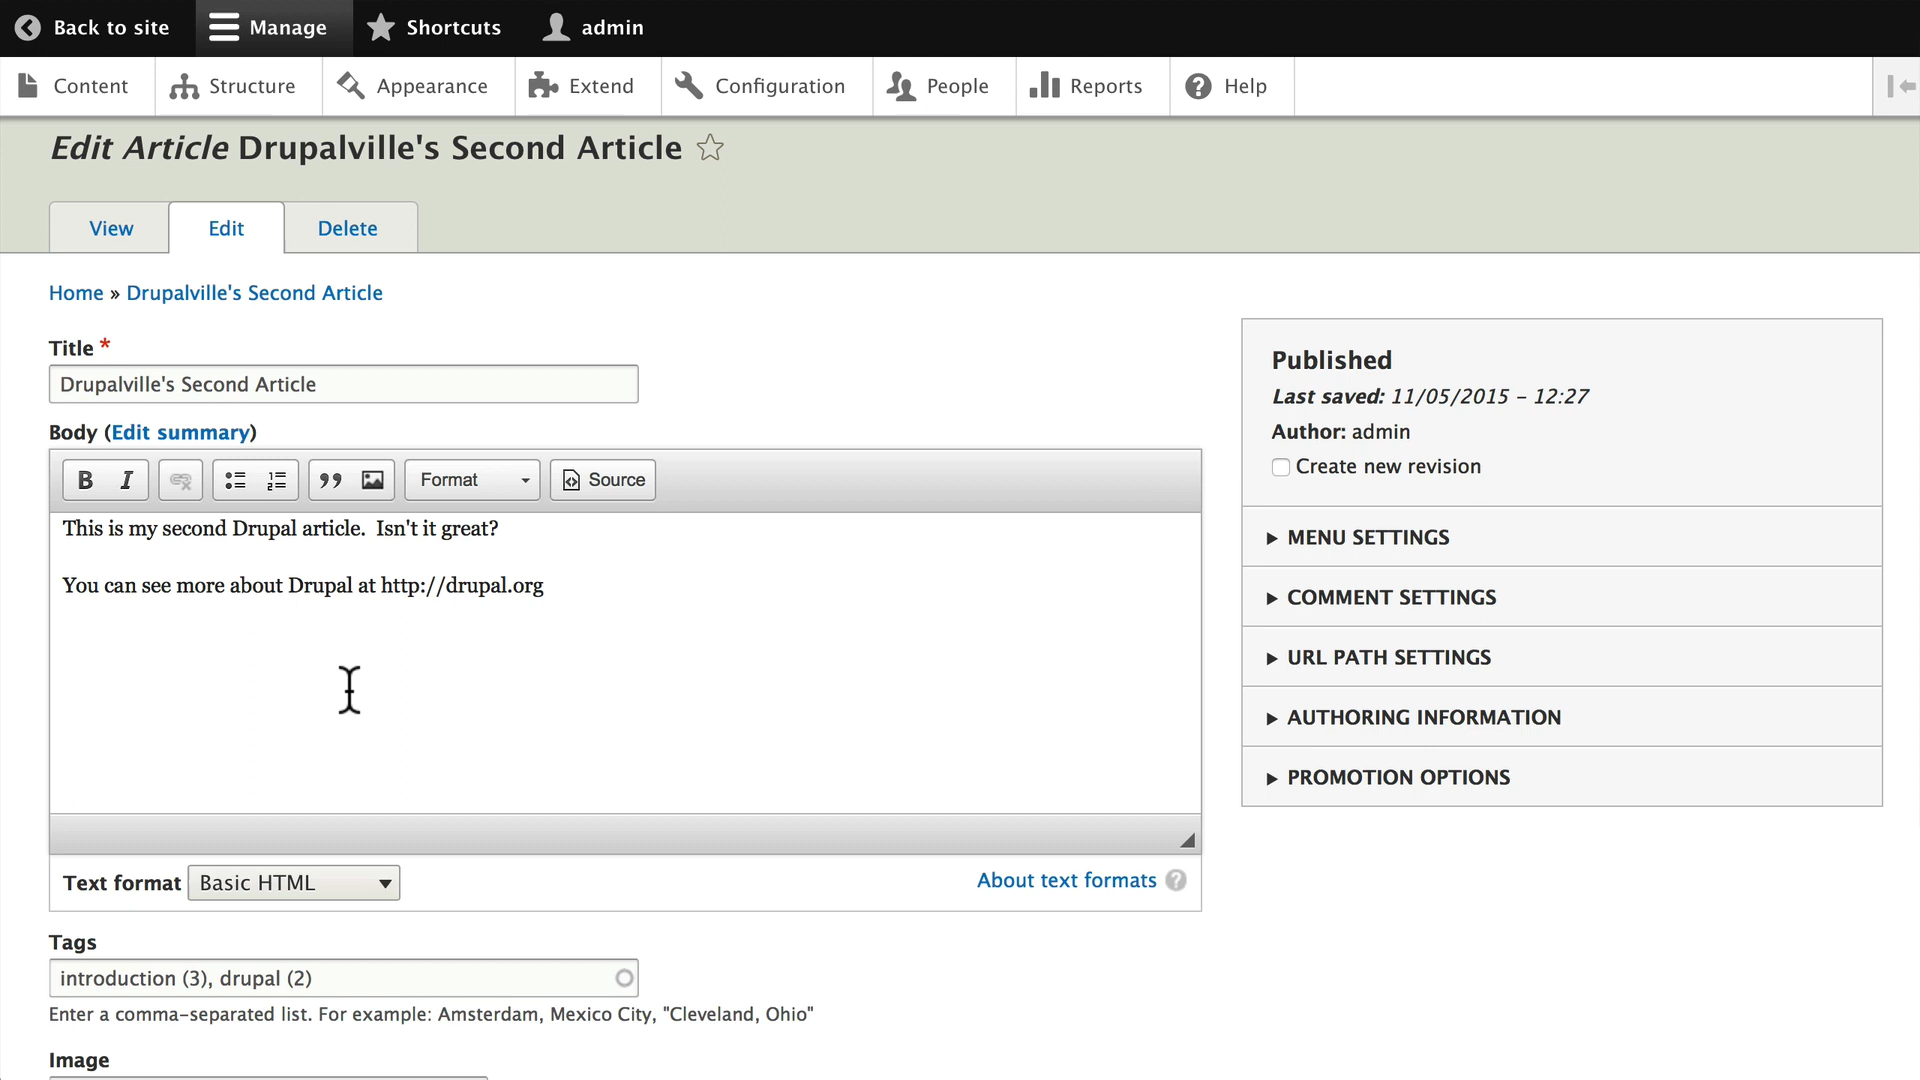 Back to site Manage Shortcuts admin
Content Structure Appearance Extend Configuration People Reports Help
Edit Article Drupalville's Second Article
View Edit Delete
Home » Drupalville's Second Article
Title *
Drupalville's Second Article
Body (Edit summary)
B I Format Source
This is my second Drupal article.  Isn't it great?
You can see more about Drupal at http://drupal.org
Text format Basic HTML About text formats ?
Tags
introduction (3), drupal (2)
Enter a comma-separated list. For example: Amsterdam, Mexico City, "Cleveland, Ohio"
Image
Published
Last saved: 11/05/2015 - 12:27
Author: admin
Create new revision
MENU SETTINGS
COMMENT SETTINGS
URL PATH SETTINGS
AUTHORING INFORMATION
PROMOTION OPTIONS